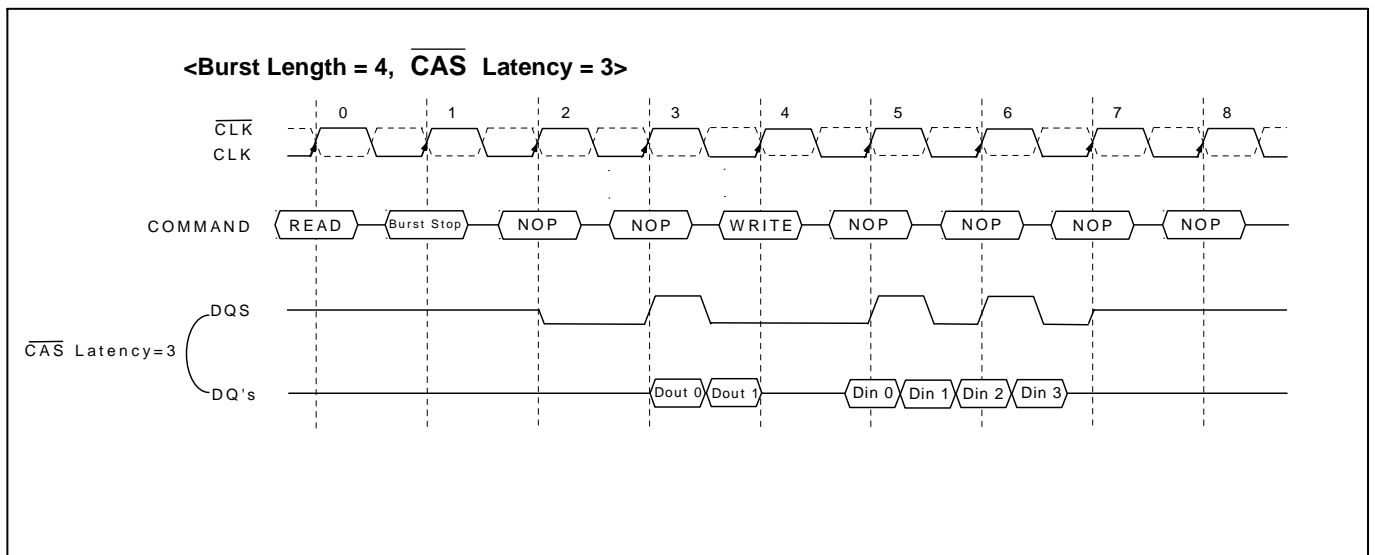 <Burst Length = 4, CAS Latency = 3>
0 1 2 3 4 5 6 7 8
CLK
CLK
COMMAND READ Burst Stop NOP NOP WRITE NOP NOP NOP NOP
DQS
CAS Latency=3
DQ's Dout 0 Dout 1 Din 0 Din 1 Din 2 Din 3